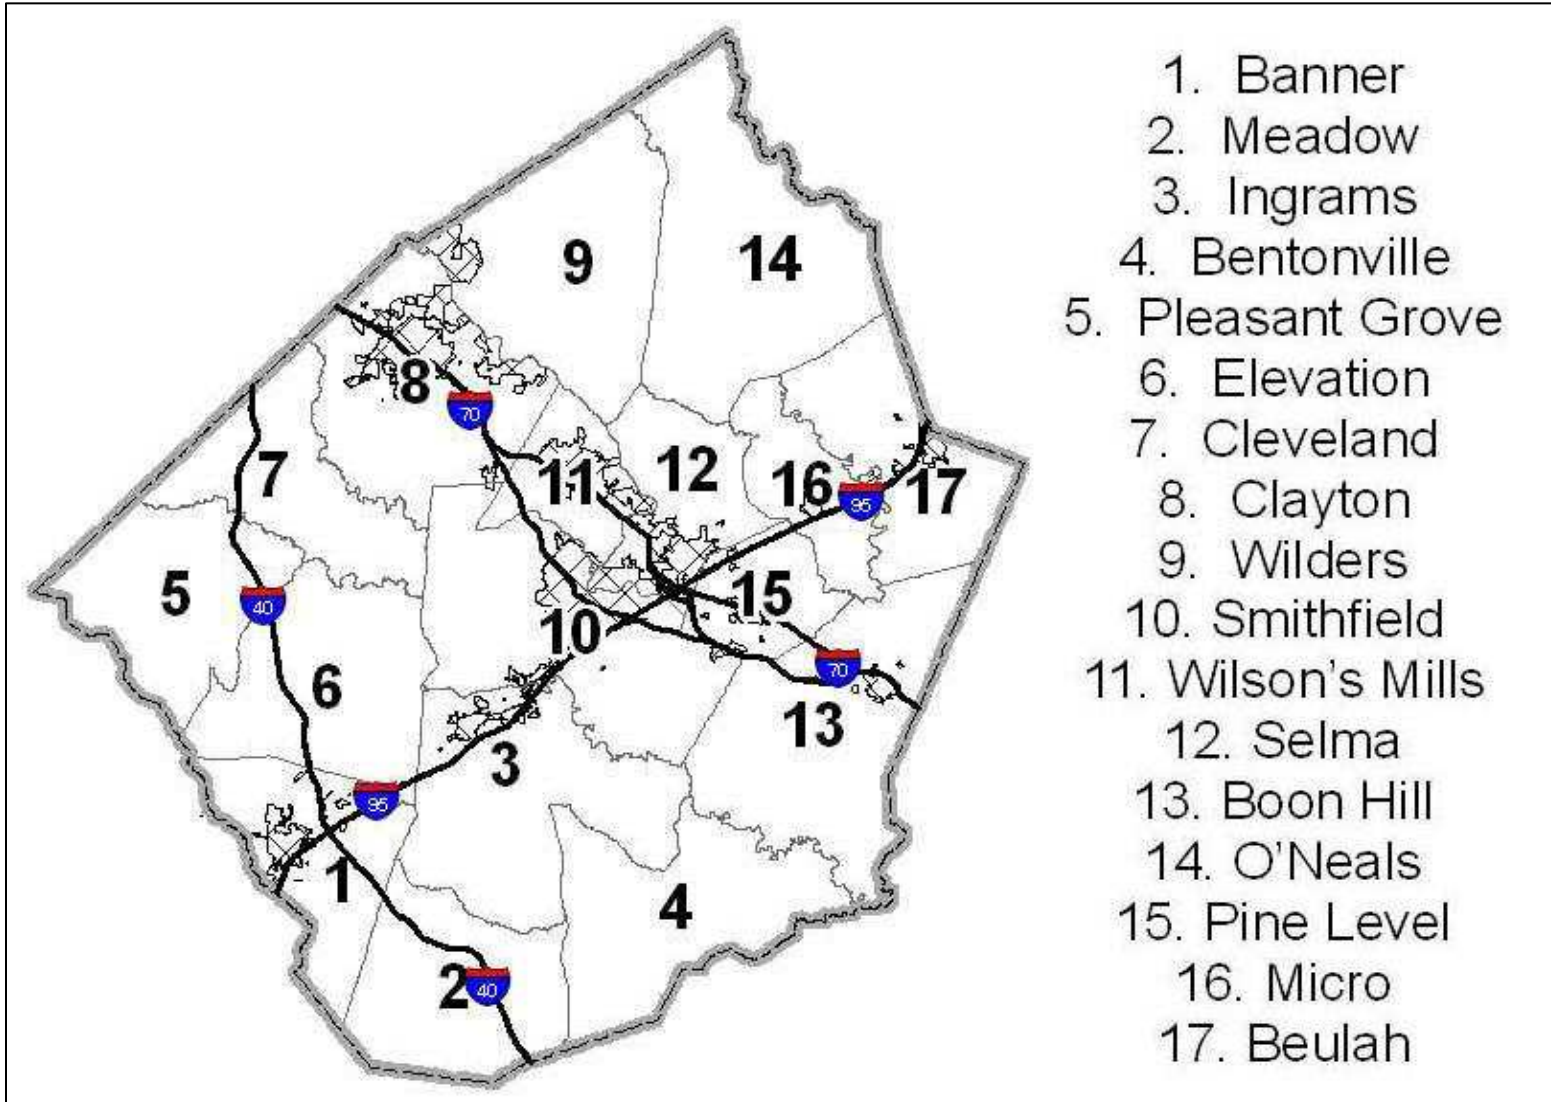 9
14
8
70
7
11
12
16
95
17
5
40
10
15
6
70
13
3
95
1
4
2
40
1. Banner
2. Meadow
3. Ingrams
4. Bentonville
5. Pleasant Grove
6. Elevation
7. Cleveland
8. Clayton
9. Wilders
10. Smithfield
11. Wilson's Mills
12. Selma
13. Boon Hill
14. O'Neals
15. Pine Level
16. Micro
17. Beulah